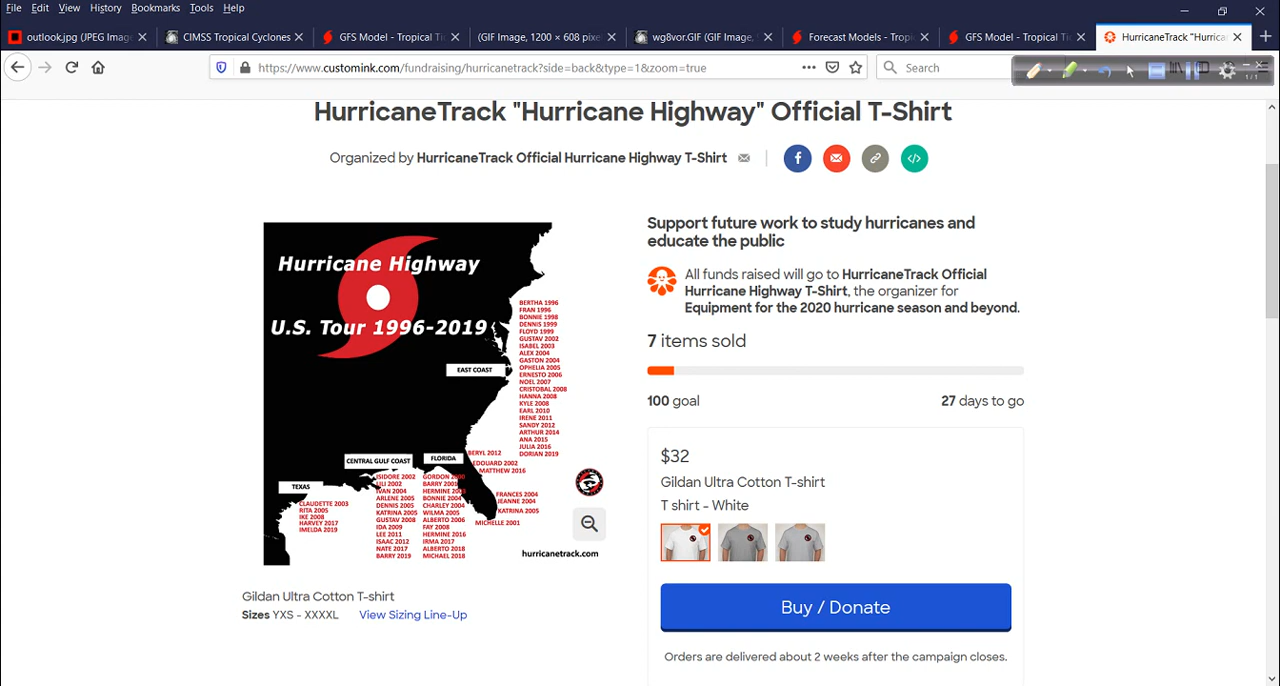 File Edit View History Bookmarks Tools Help
outlook.jpg (JPEG Imag
CIMSS Tropical Cyclones
GFS Model - Tropical Ti
(GIF Image, 1200 × 608 pixe
wg8vor.GIF (GIF Image,
Forecast Models - Tropi
GFS Model - Tropical Ti
HurricaneTrack "Hurrica
https://www.customink.com/fundraising/hurricanetrack?side=back&type=1&zoom=true
Search
1/1
HurricaneTrack "Hurricane Highway" Official T-Shirt
Organized by HurricaneTrack Official Hurricane Highway T-Shirt
Hurricane Highway
U.S. Tour 1996-2019
BERTHA 1996
FRAN 1996
BONNIE 1998
DENNIS 1999
FLOYD 1999
GUSTAV 2002
ISABEL 2003
ALEX 2004
GASTON 2004
OPHELIA 2005
ERNESTO 2006
NOEL 2007
CRISTOBAL 2008
HANNA 2008
KYLE 2008
EARL 2010
IRENE 2011
SANDY 2012
ARTHUR 2014
ANA 2015
JULIA 2016
DORIAN 2019
EAST COAST
BERYL 2012
EDOUARD 2002
MATTHEW 2016
FRANCES 2004
JEANNE 2004
KATRINA 2005
MICHELLE 2001
FLORIDA
GORDON
BARRY 2001
HERMINE 2003
BONNIE 2004
CHARLEY 2004
WILMA 2005
ALBERTO 2006
FAY 2008
HERMINE 2016
IRMA 2017
ALBERTO 2018
MICHAEL 2018
CENTRAL GULF COAST
ISIDORE 2002
LILI 2002
IVAN 2004
ARLENE 2005
DENNIS 2005
KATRINA 2005
GUSTAV 2008
IDA 2009
LEE 2011
ISAAC 2012
NATE 2017
BARRY 2019
TEXAS
CLAUDETTE 2003
RITA 2005
IKE 2008
HARVEY 2017
IMELDA 2019
hurricanetrack.com
Gildan Ultra Cotton T-shirt
Sizes YXS - XXXXL View Sizing Line-Up
Support future work to study hurricanes and
educate the public
All funds raised will go to HurricaneTrack Official
Hurricane Highway T-Shirt, the organizer for
Equipment for the 2020 hurricane season and beyond.
7 items sold
100 goal 27 days to go
$32
Gildan Ultra Cotton T-shirt
T shirt - White
Buy / Donate
Orders are delivered about 2 weeks after the campaign closes.